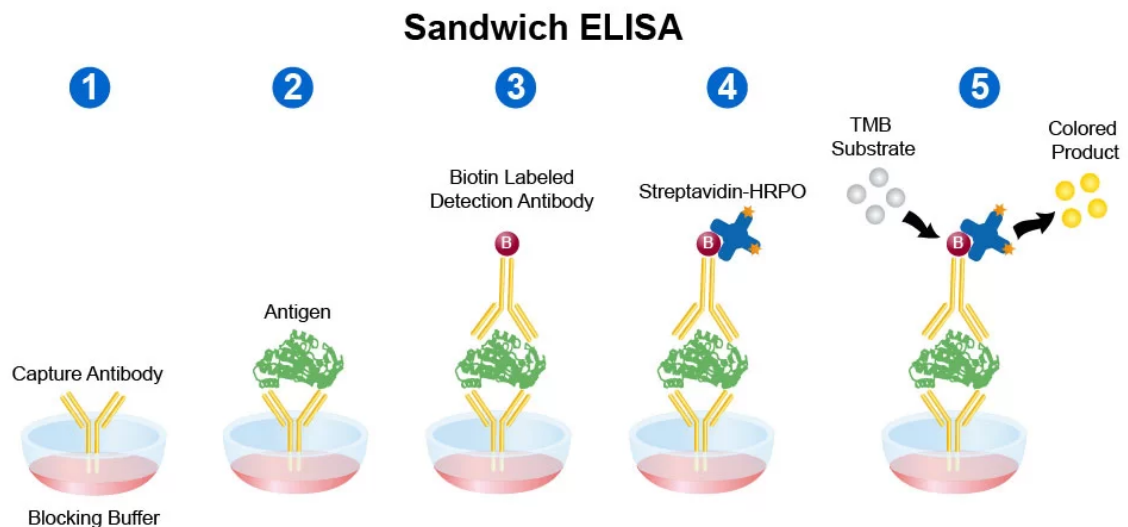 Sandwich ELISA
1
2
3
4
5
Capture Antibody
Blocking Buffer
Antigen
Biotin Labeled
Detection Antibody
B
Streptavidin-HRPO
B
TMB
Substrate
B
Colored
Product